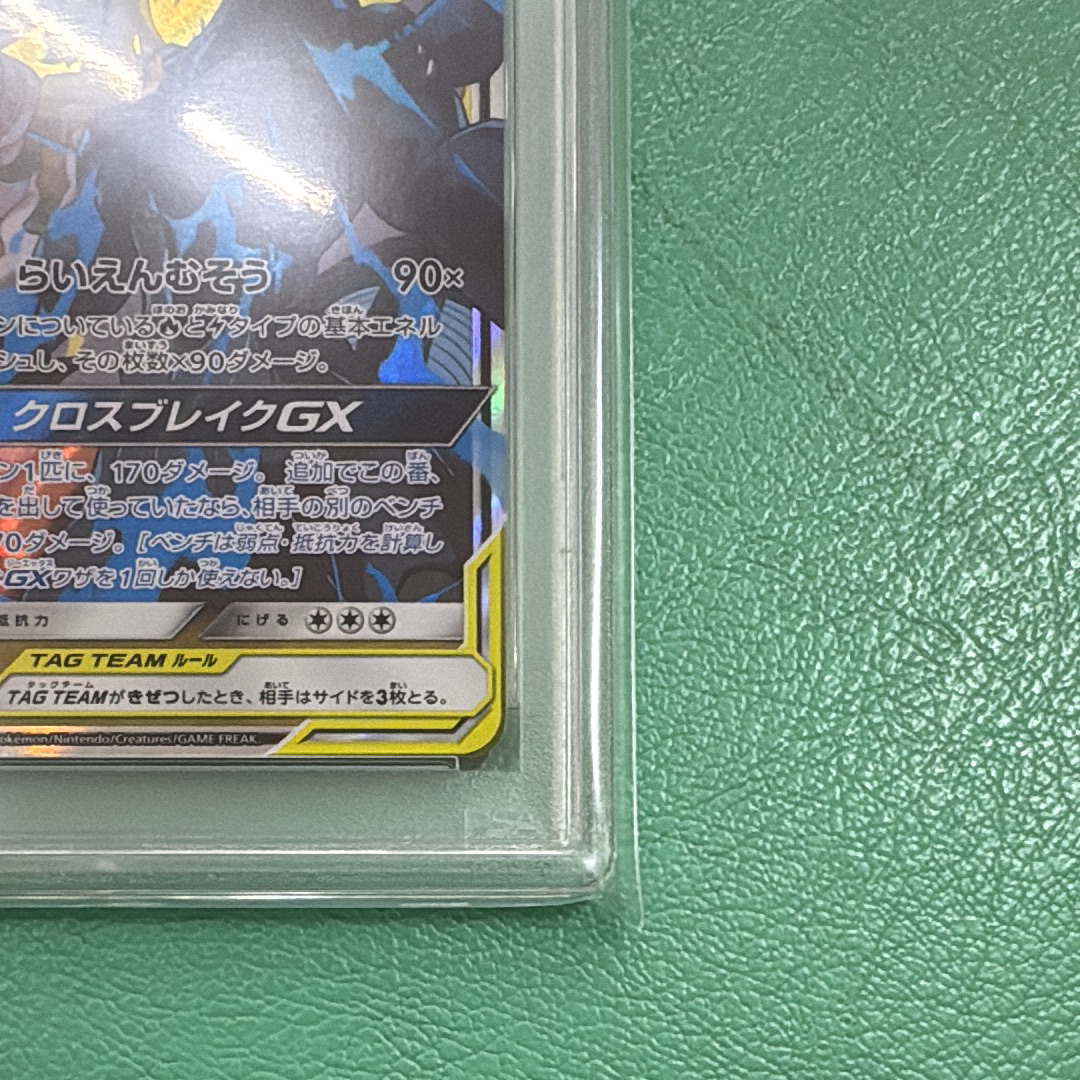 らいえんむそう 90×
ンについている🔥と⚡タイプの基本エネル
シュし、その枚数×90ダメージ。
クロスブレイクGX
ン1匹に、170ダメージ。追加でこの番、
を出して使っていたなら、相手の別のベンチ
70ダメージ。[ベンチは弱点・抵抗力を計算し
GXワザを1回しか使えない。]
抵抗力 にげる
TAG TEAM ルール
TAG TEAMがきぜつしたとき、相手はサイドを3枚とる。
okémon/Nintendo/Creatures/GAME FREAK